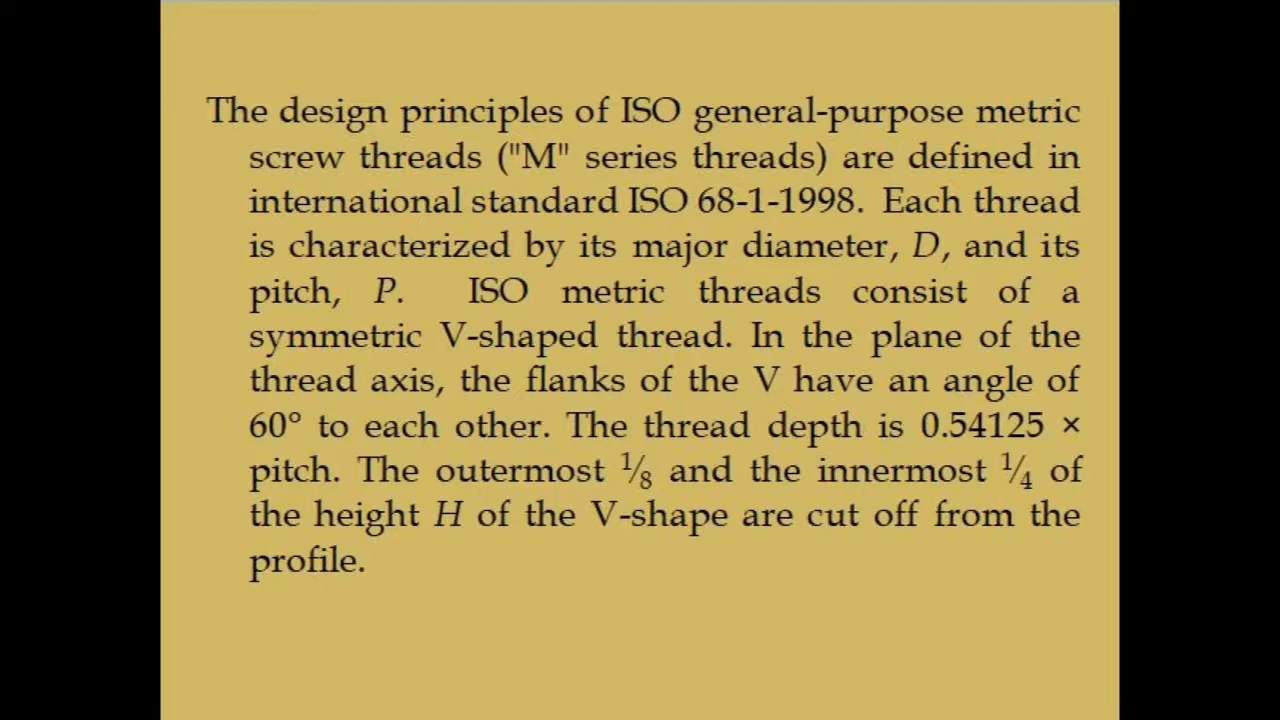 The design principles of ISO general-purpose metric
screw threads ("M" series threads) are defined in
international standard ISO 68-1-1998.  Each thread
is characterized by its major diameter, D, and its
pitch, P.  ISO metric threads consist of a
symmetric V-shaped thread. In the plane of the
thread axis, the flanks of the V have an angle of
60° to each other. The thread depth is 0.54125 ×
pitch. The outermost 1/8 and the innermost 1/4 of
the height H of the V-shape are cut off from the
profile.